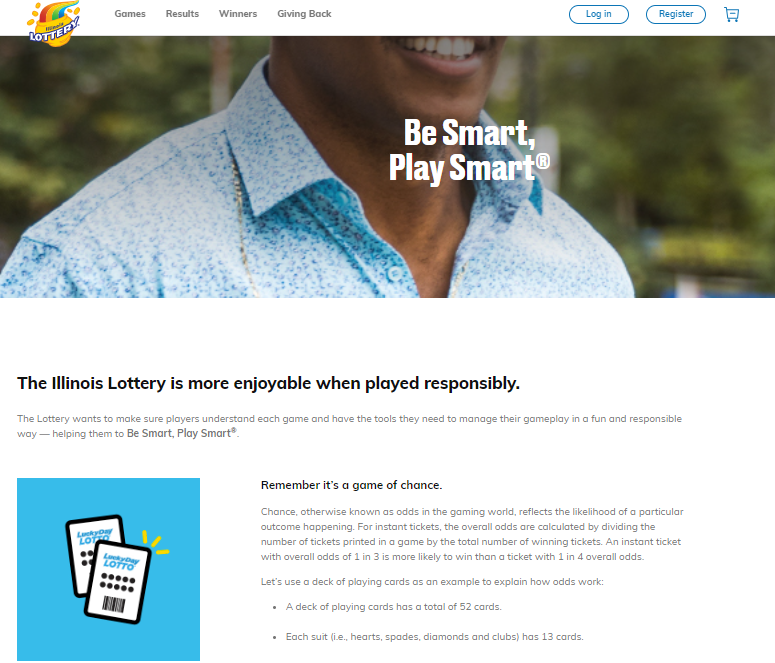 Games Results Winners Giving Back Log in Register
Illinois
LOTTERY
Be Smart,
Play Smart®
The Illinois Lottery is more enjoyable when played responsibly.
The Lottery wants to make sure players understand each game and have the tools they need to manage their gameplay in a fun and responsible
way — helping them to Be Smart, Play Smart®.
LuckyDay
LOTTO
LuckyDay
LOTTO
Remember it's a game of chance.
Chance, otherwise known as odds in the gaming world, reflects the likelihood of a particular
outcome happening. For instant tickets, the overall odds are calculated by dividing the
number of tickets printed in a game by the total number of winning tickets. An instant ticket
with overall odds of 1 in 3 is more likely to win than a ticket with 1 in 4 overall odds.
Let's use a deck of playing cards as an example to explain how odds work:
• A deck of playing cards has a total of 52 cards.
• Each suit (i.e., hearts, spades, diamonds and clubs) has 13 cards.